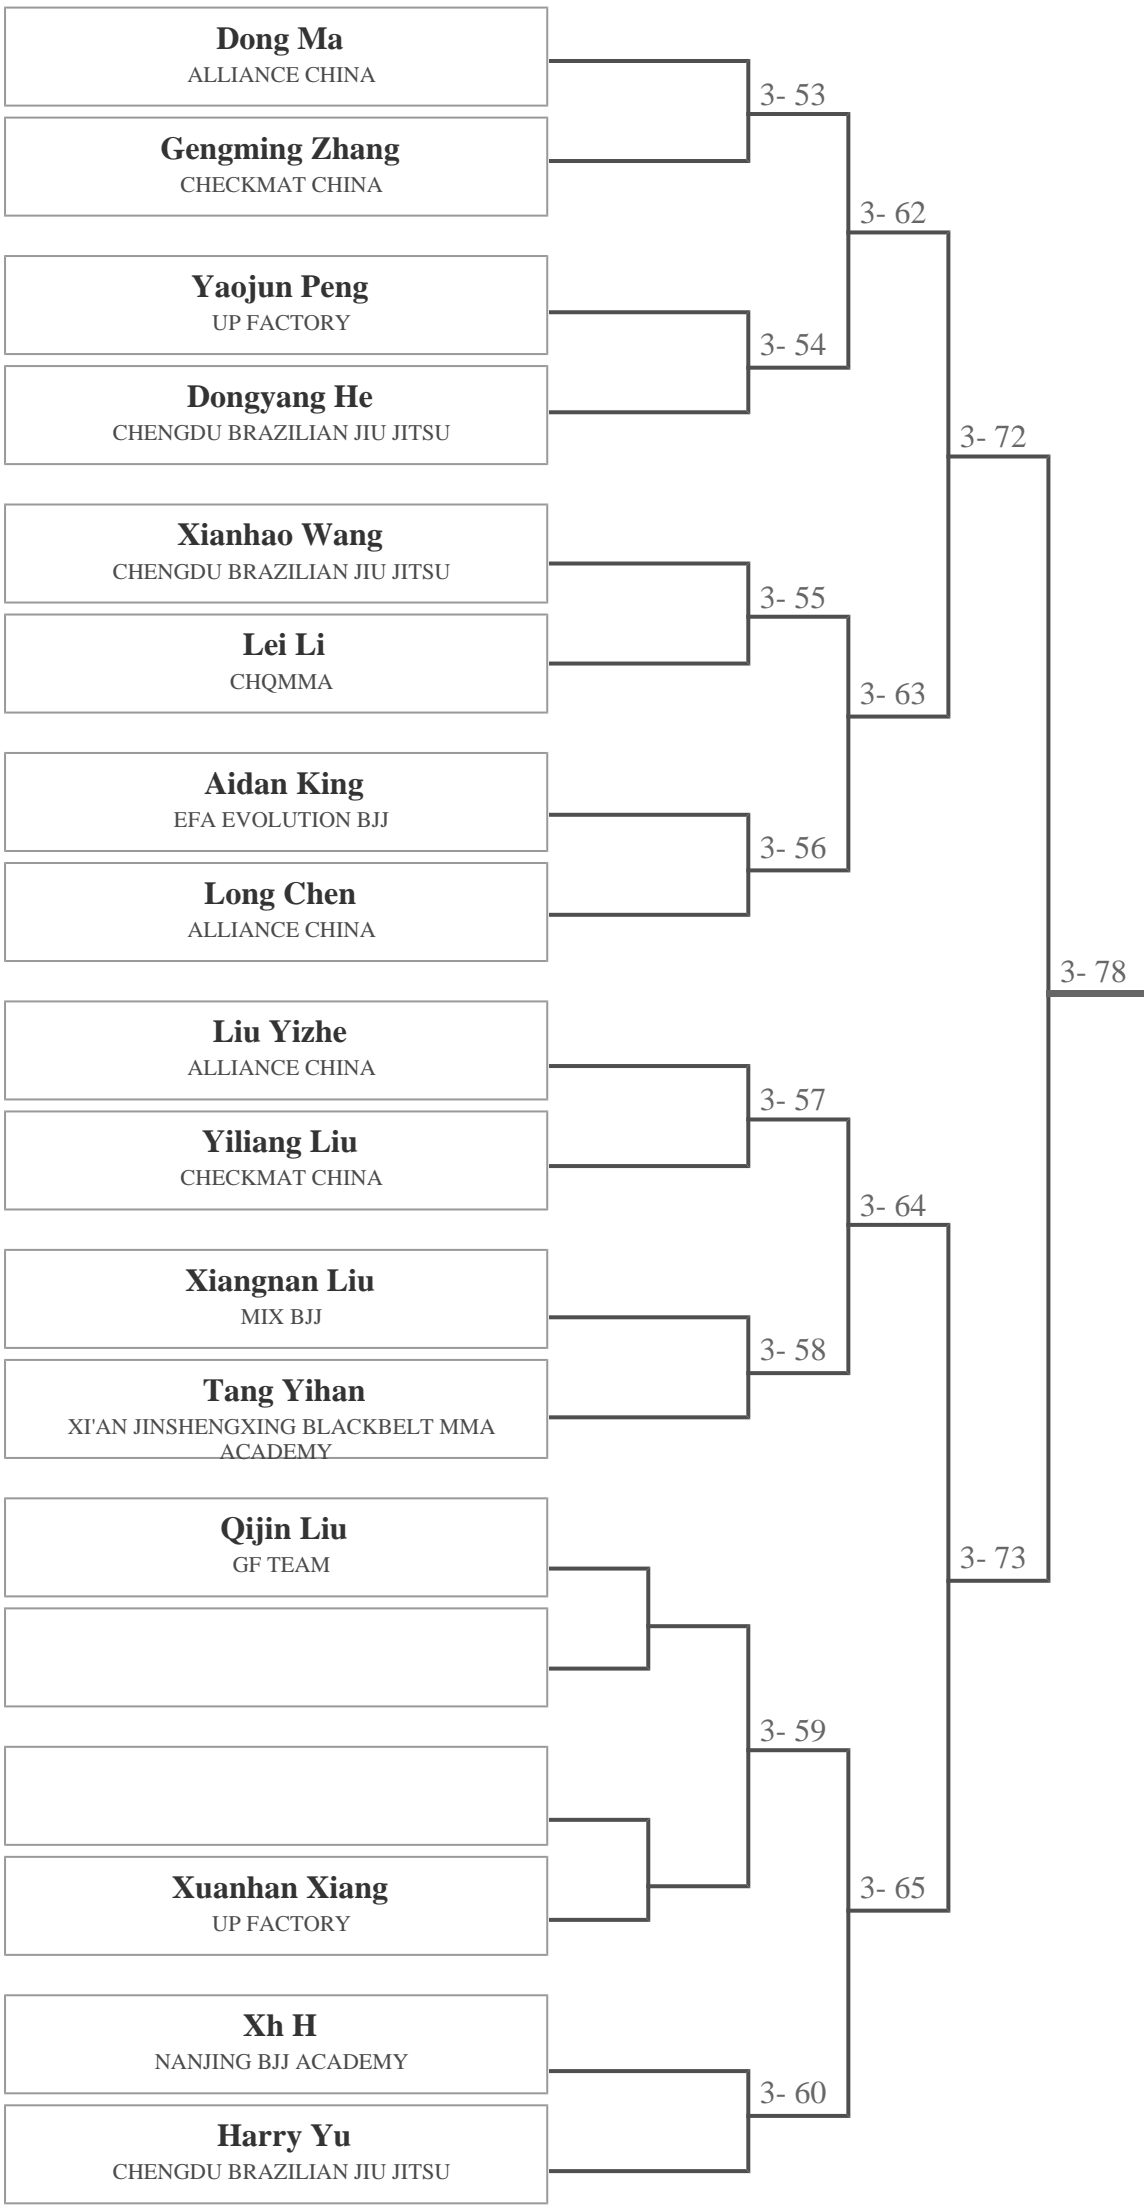 Dong Ma
ALLIANCE CHINA
3- 53
Gengming Zhang
CHECKMAT CHINA
3- 62
Yaojun Peng
UP FACTORY
3- 54
Dongyang He
CHENGDU BRAZILIAN JIU JITSU
3- 72
Xianhao Wang
CHENGDU BRAZILIAN JIU JITSU
3- 55
Lei Li
CHQMMA
3- 63
Aidan King
EFA EVOLUTION BJJ
3- 56
Long Chen
ALLIANCE CHINA
3- 78
Liu Yizhe
ALLIANCE CHINA
3- 57
Yiliang Liu
CHECKMAT CHINA
3- 64
Xiangnan Liu
MIX BJJ
3- 58
Tang Yihan
XI'AN JINSHENGXING BLACKBELT MMA
ACADEMY
Qijin Liu
GF TEAM
3- 73
3- 59
Xuanhan Xiang
UP FACTORY
3- 65
Xh H
NANJING BJJ ACADEMY
3- 60
Harry Yu
CHENGDU BRAZILIAN JIU JITSU